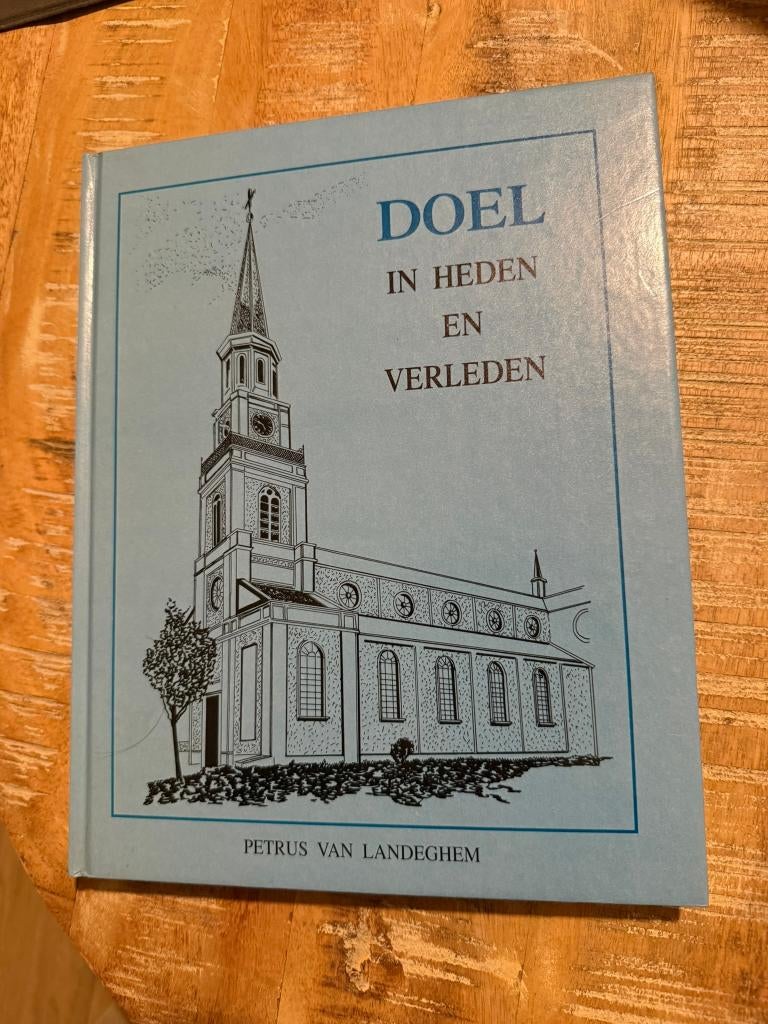 DOEL
IN HEDEN
EN
VERLEDEN
PETRUS VAN LANDEGHEM